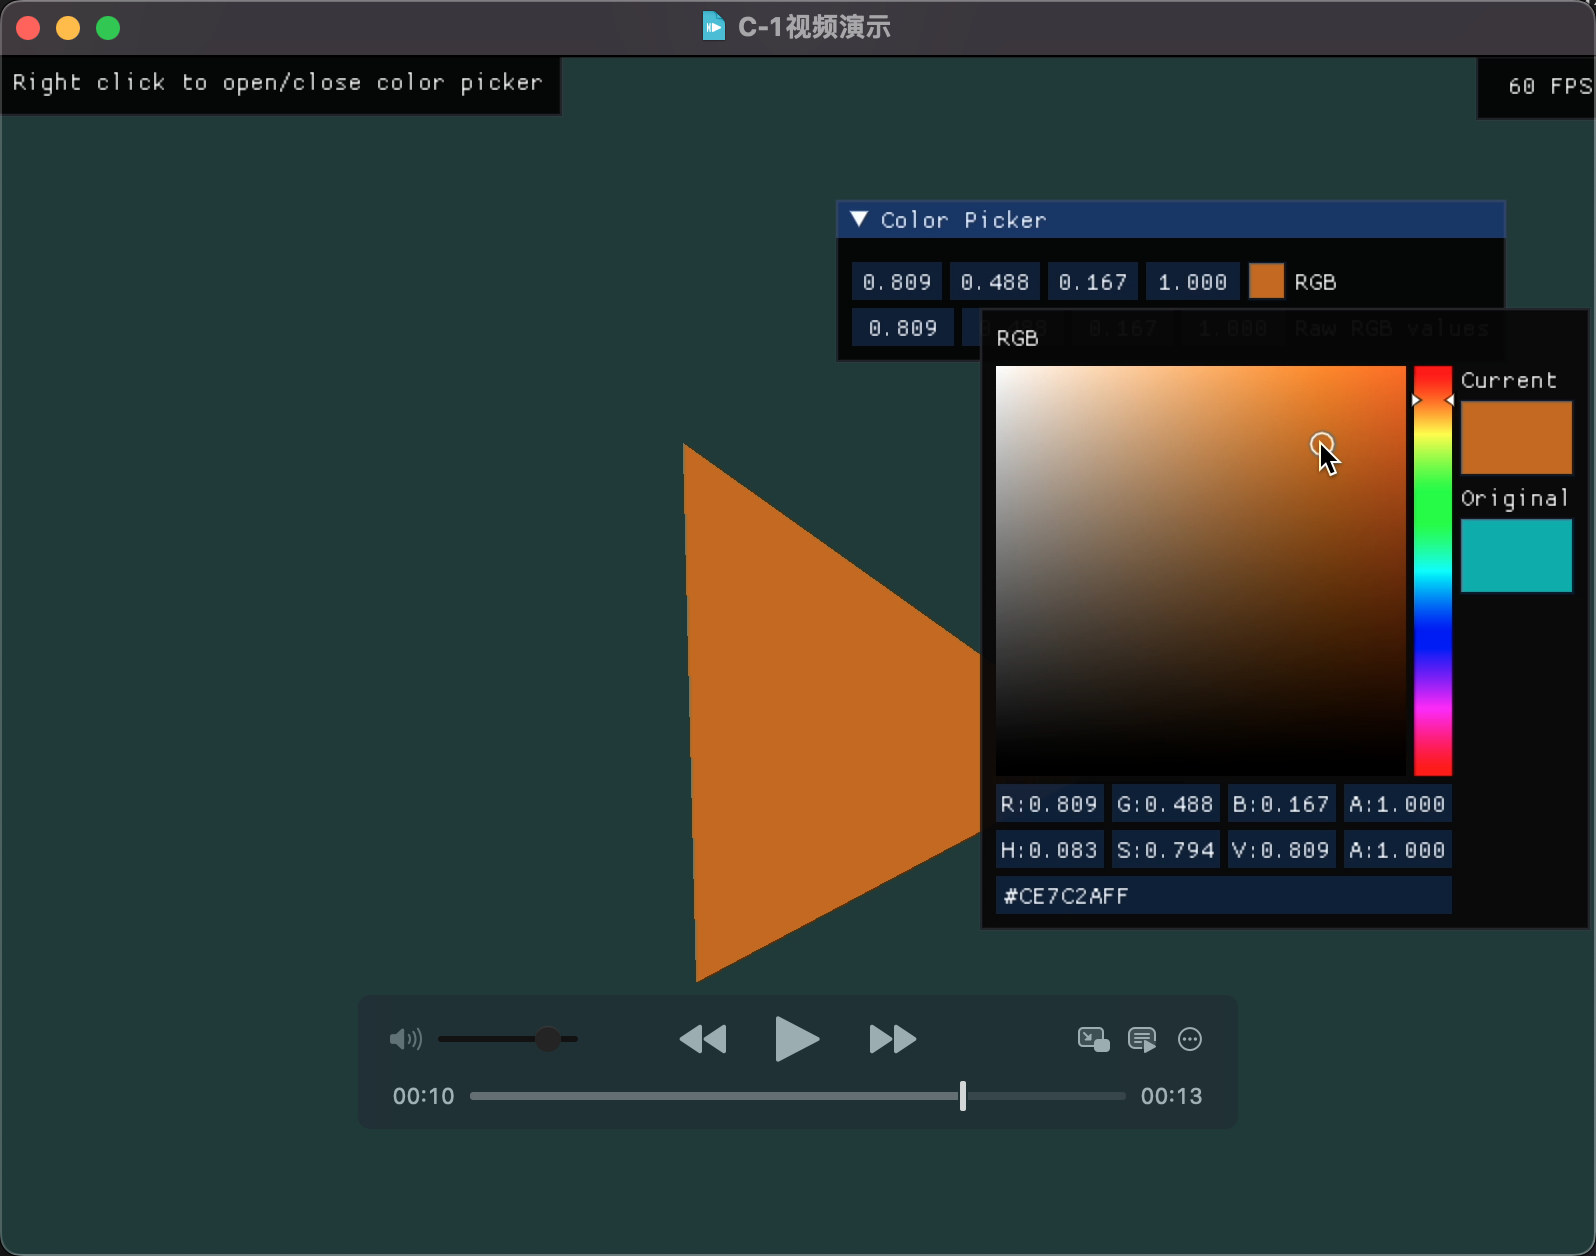 C-1视频演示
Right click to open/close color picker
60 FPS
Color Picker
0.809 0.488 0.167 1.000 RGB
0.809 0.488 0.167 1.000 Raw RGB values
RGB
Current
Original
R:0.809 G:0.488 B:0.167 A:1.000
H:0.083 S:0.794 V:0.809 A:1.000
#CE7C2AFF
00:10 00:13